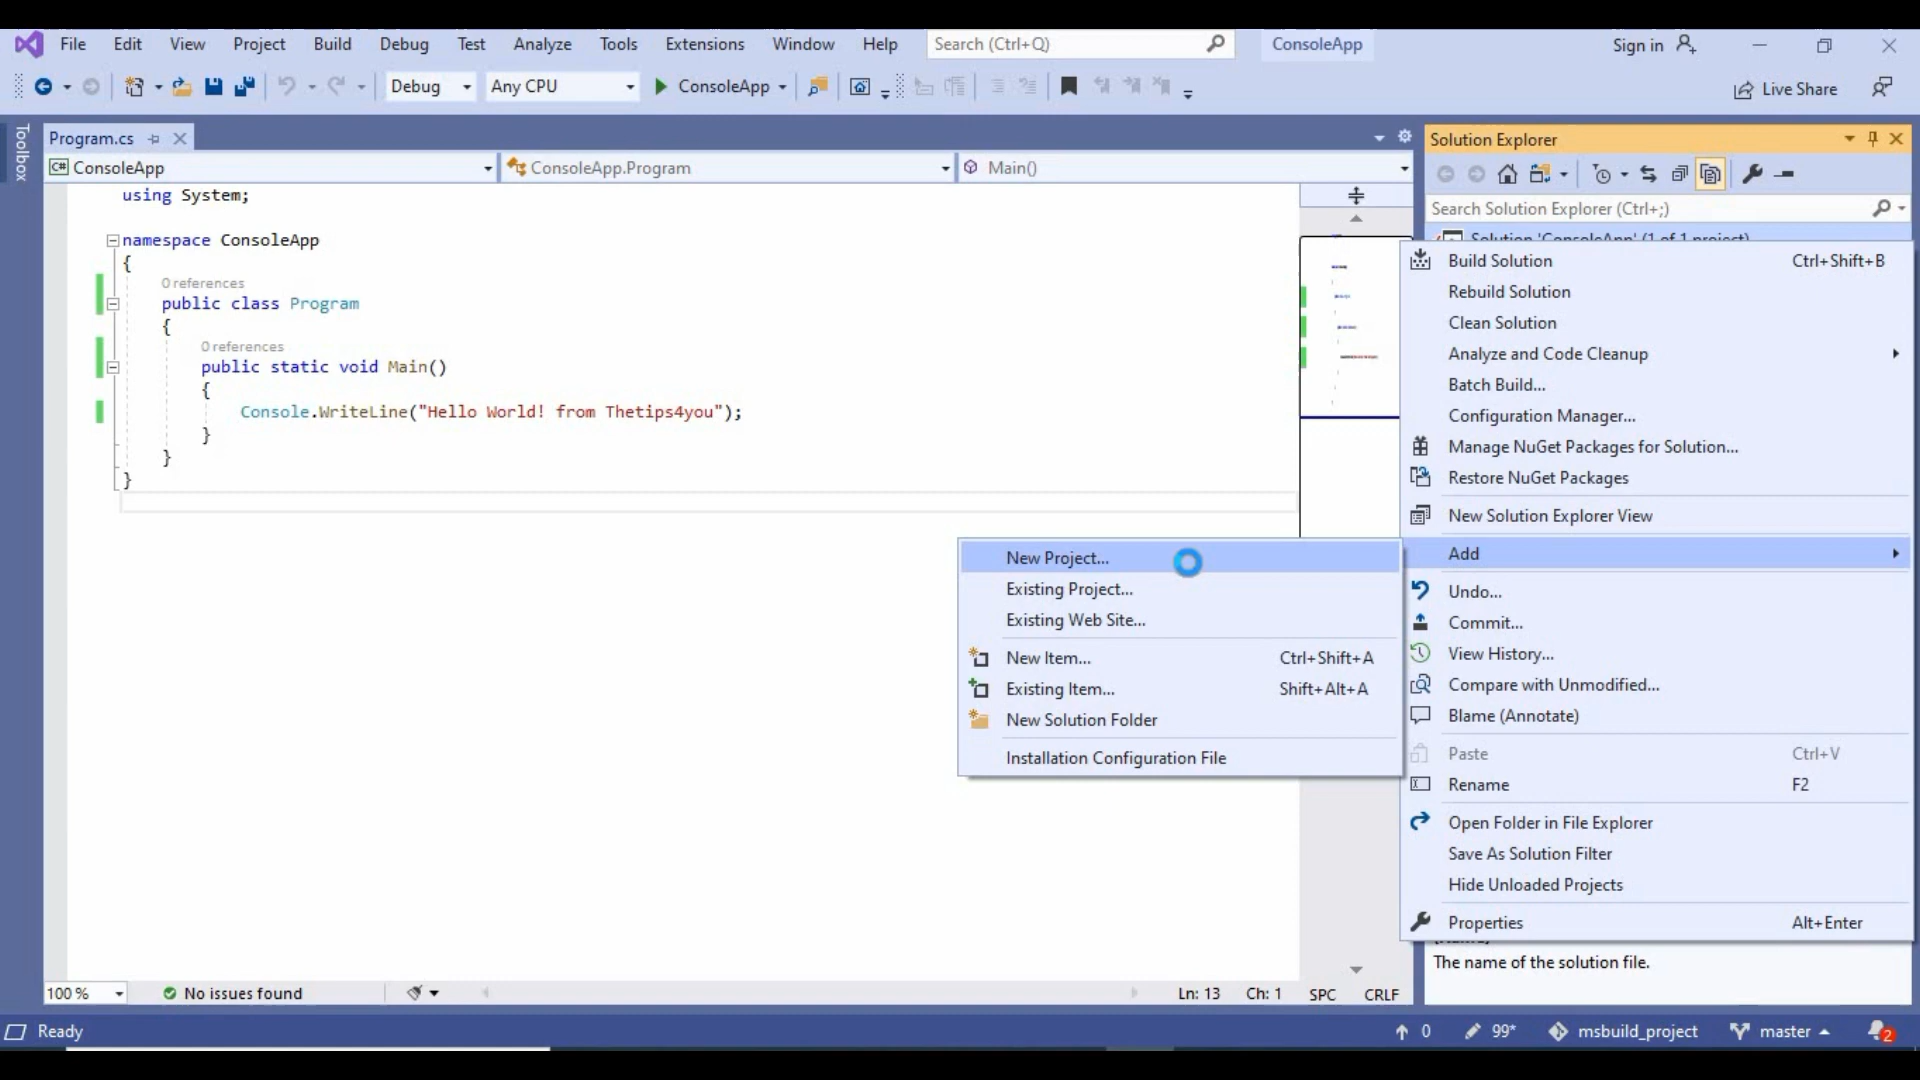 File Edit View Project Build Debug Test Analyze Tools Extensions Window Help Search (Ctrl+Q) ConsoleApp Sign in
Debug Any CPU ConsoleApp Live Share
Toolbox
Program.cs
C# ConsoleApp ConsoleApp.Program Main()
using System;
namespace ConsoleApp
{
0 references
public class Program
{
0 references
public static void Main()
{
Console.WriteLine("Hello World! from Thetips4you");
}
}
}
Solution Explorer
Search Solution Explorer (Ctrl+;)
Solution 'ConsoleApp' (1 of 1 project)
Build Solution Ctrl+Shift+B
Rebuild Solution
Clean Solution
Analyze and Code Cleanup
Batch Build...
Configuration Manager...
Manage NuGet Packages for Solution...
Restore NuGet Packages
New Solution Explorer View
Add
Undo...
Commit...
View History...
Compare with Unmodified...
Blame (Annotate)
Paste Ctrl+V
Rename F2
Open Folder in File Explorer
Save As Solution Filter
Hide Unloaded Projects
Properties Alt+Enter
New Project...
Existing Project...
Existing Web Site...
New Item... Ctrl+Shift+A
Existing Item... Shift+Alt+A
New Solution Folder
Installation Configuration File
The name of the solution file.
100 % No issues found Ln: 13 Ch: 1 SPC CRLF
Ready 0 99* msbuild_project master 2